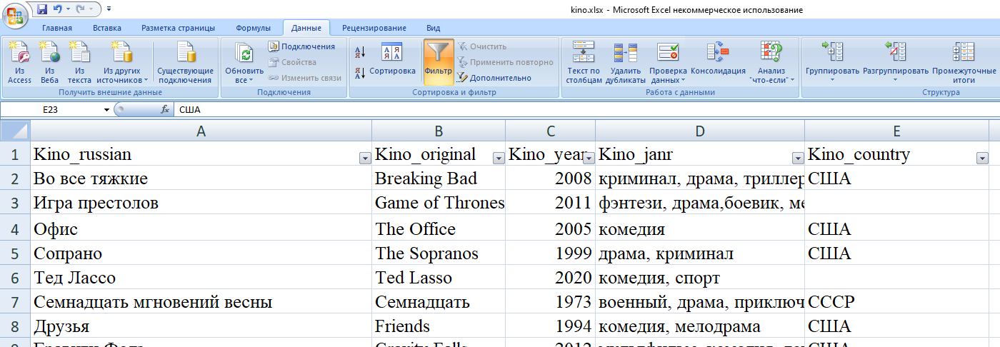 kino.xlsx - Microsoft Excel некоммерческое использование
Главная Вставка Разметка страницы Формулы Данные Рецензирование Вид
Из Access
Из Веба
Из текста
Из других источников
Существующие подключения
Обновить все
Подключения
Свойства
Изменить связи
Сортировка
Фильтр
Очистить
Применить повторно
Дополнительно
Текст по столбцам
Удалить дубликаты
Проверка данных
Консолидация
Анализ "что-если"
Группировать
Разгруппировать
Промежуточные итоги
Получить внешние данные Подключения Сортировка и фильтр Работа с данными Структура
E23 fx США
A B C D E
1 Kino_russian Kino_original Kino_year Kino_janr Kino_country
2 Во все тяжкие Breaking Bad 2008 криминал, драма, триллер США
3 Игра престолов Game of Thrones 2011 фэнтези, драма,боевик, ме
4 Офис The Office 2005 комедия США
5 Сопрано The Sopranos 1999 драма, криминал США
6 Тед Лассо Ted Lasso 2020 комедия, спорт
7 Семнадцать мгновений весны Семнадцать 1973 военный, драма, приключ СССР
8 Друзья Friends 1994 комедия, мелодрама США